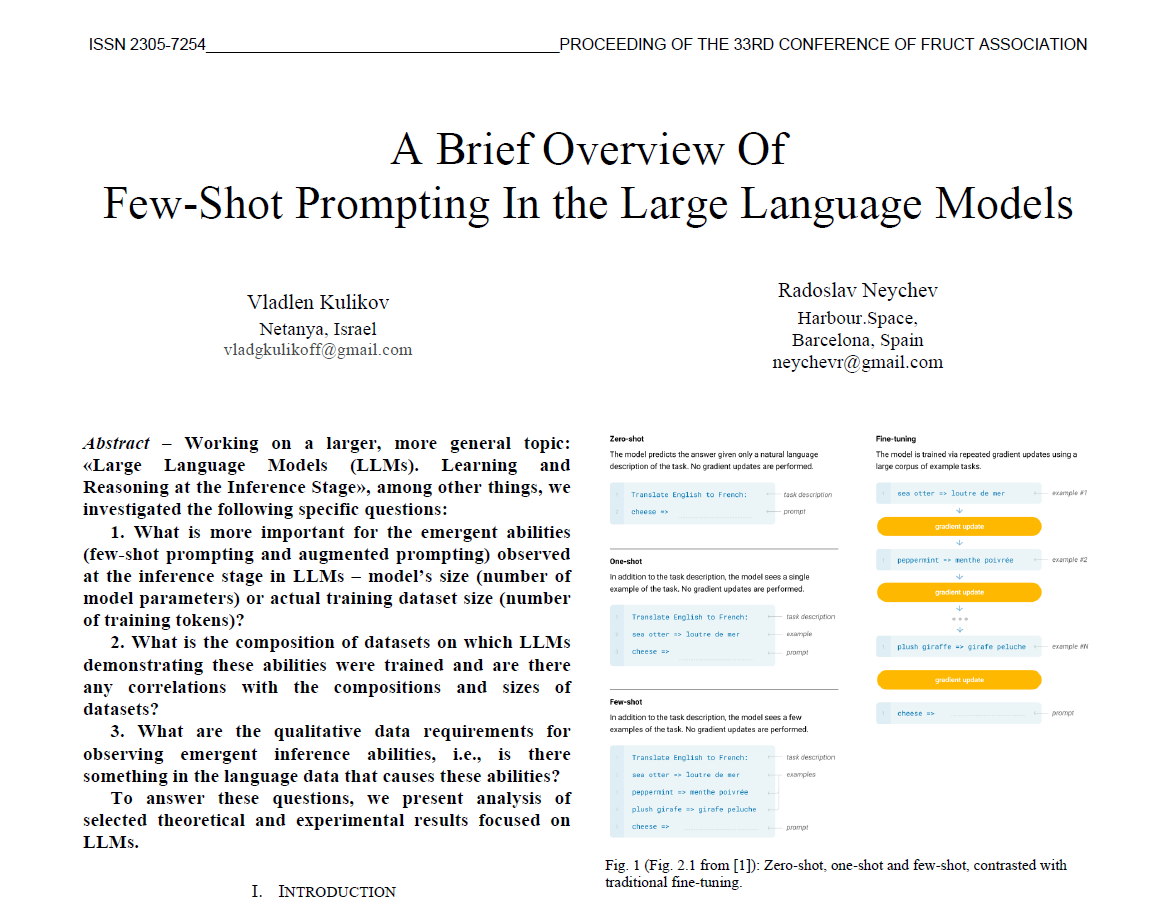 ISSN 2305-7254________________________________________PROCEEDING OF THE 33RD CONFERENCE OF FRUCT ASSOCIATION
A Brief Overview Of
Few-Shot Prompting In the Large Language Models
Vladlen Kulikov
Netanya, Israel
vladgkulikoff@gmail.com
Radoslav Neychev
Harbour.Space,
Barcelona, Spain
neychevr@gmail.com
Abstract – Working on a larger, more general topic:
«Large Language Models (LLMs). Learning and
Reasoning at the Inference Stage», among other things, we
investigated the following specific questions:
1. What is more important for the emergent abilities
(few-shot prompting and augmented prompting) observed
at the inference stage in LLMs – model's size (number of
model parameters) or actual training dataset size (number
of training tokens)?
2. What is the composition of datasets on which LLMs
demonstrating these abilities were trained and are there
any correlations with the compositions and sizes of
datasets?
3. What are the qualitative data requirements for
observing emergent inference abilities, i.e., is there
something in the language data that causes these abilities?
To answer these questions, we present analysis of
selected theoretical and experimental results focused on
LLMs.
I. INTRODUCTION
Zero-shot
The model predicts the answer given only a natural language
description of the task. No gradient updates are performed.
Translate English to French: task description
cheese => prompt
One-shot
In addition to the task description, the model sees a single
example of the task. No gradient updates are performed.
Translate English to French: task description
sea otter => loutre de mer example
cheese => prompt
Few-shot
In addition to the task description, the model sees a few
examples of the task. No gradient updates are performed.
Translate English to French: task description
sea otter => loutre de mer examples
peppermint => menthe poivrée
plush girafe => girafe peluche
cheese => prompt
Fine-tuning
The model is trained via repeated gradient updates using a
large corpus of example tasks.
sea otter => loutre de mer example #1
gradient update
peppermint => menthe poivrée example #2
gradient update
plush giraffe => girafe peluche example #N
gradient update
cheese => prompt
Fig. 1 (Fig. 2.1 from [1]): Zero-shot, one-shot and few-shot, contrasted with
traditional fine-tuning.